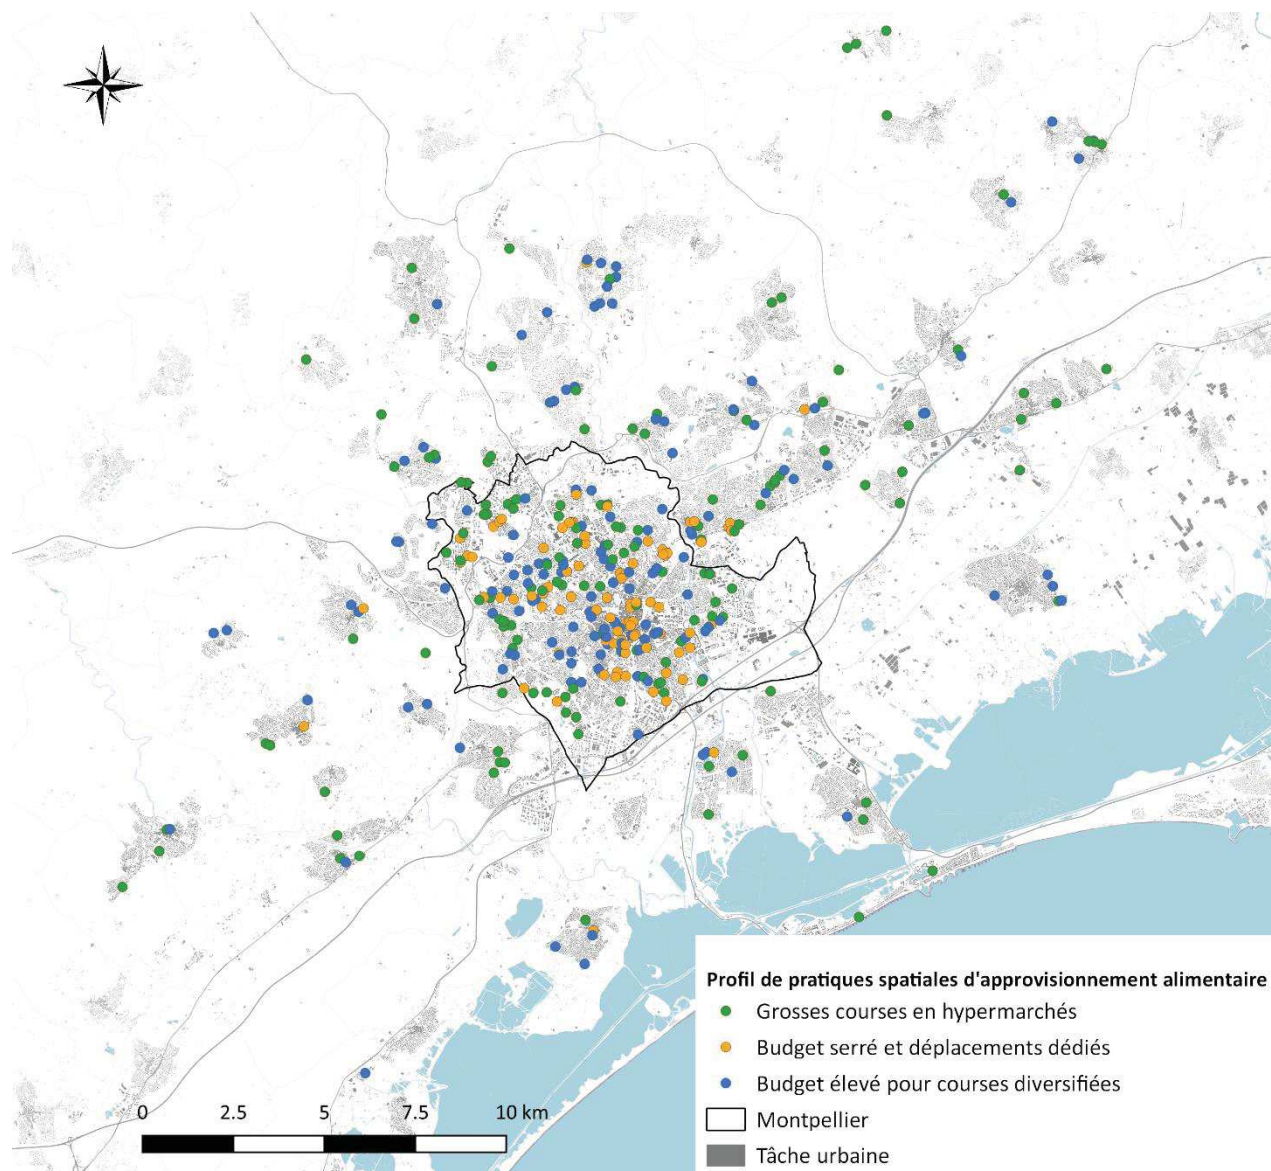 Profil de pratiques spatiales d'approvisionnement alimentaire
Grosses courses en hypermarchés
Budget serré et déplacements dédiés
Budget élevé pour courses diversifiées
Montpellier
Tâche urbaine
0 2.5 5 7.5 10 km